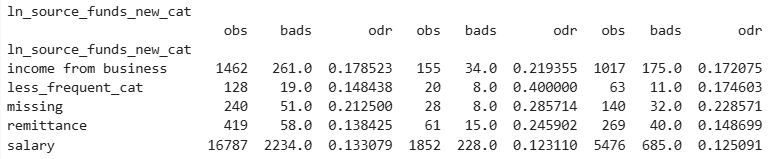 ln_source_funds_new_cat
obs bads odr obs bads odr obs bads odr
ln_source_funds_new_cat
income from business 1462 261.0 0.178523 155 34.0 0.219355 1017 175.0 0.172075
less_frequent_cat 128 19.0 0.148438 20 8.0 0.400000 63 11.0 0.174603
missing 240 51.0 0.212500 28 8.0 0.285714 140 32.0 0.228571
remittance 419 58.0 0.138425 61 15.0 0.245902 269 40.0 0.148699
salary 16787 2234.0 0.133079 1852 228.0 0.123110 5476 685.0 0.125091